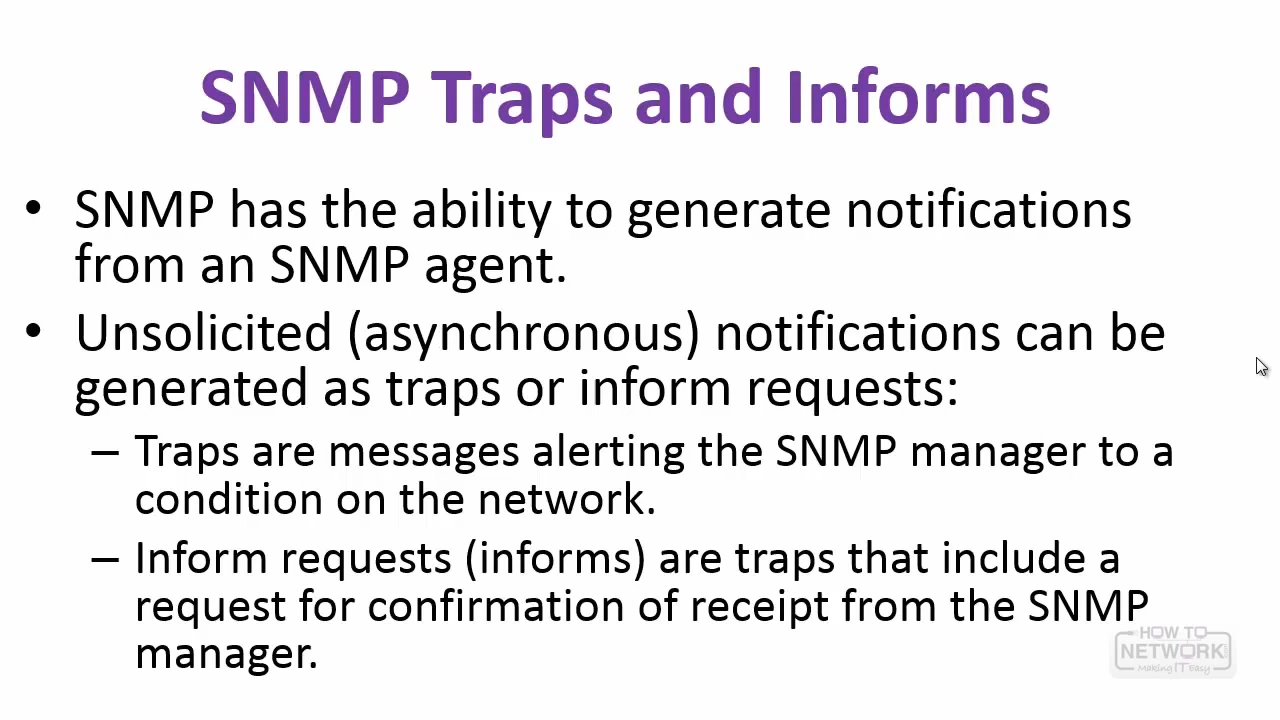 SNMP Traps and Informs
• SNMP has the ability to generate notifications
from an SNMP agent.
• Unsolicited (asynchronous) notifications can be
generated as traps or inform requests:
– Traps are messages alerting the SNMP manager to a
condition on the network.
– Inform requests (informs) are traps that include a
request for confirmation of receipt from the SNMP
manager.
HOW TO
NETWORK
Making IT Easy